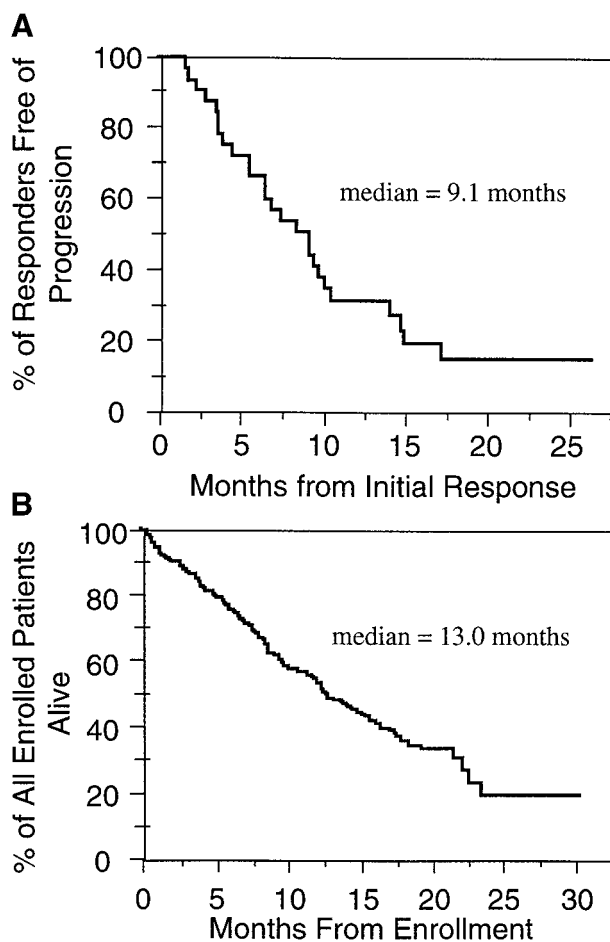 A
% of Responders Free of
Progression
100
80
60
40
20
0
median = 9.1 months
0 5 10 15 20 25
Months from Initial Response
B
% of All Enrolled Patients
Alive
100
80
60
40
20
0
median = 13.0 months
0 5 10 15 20 25 30
Months From Enrollment